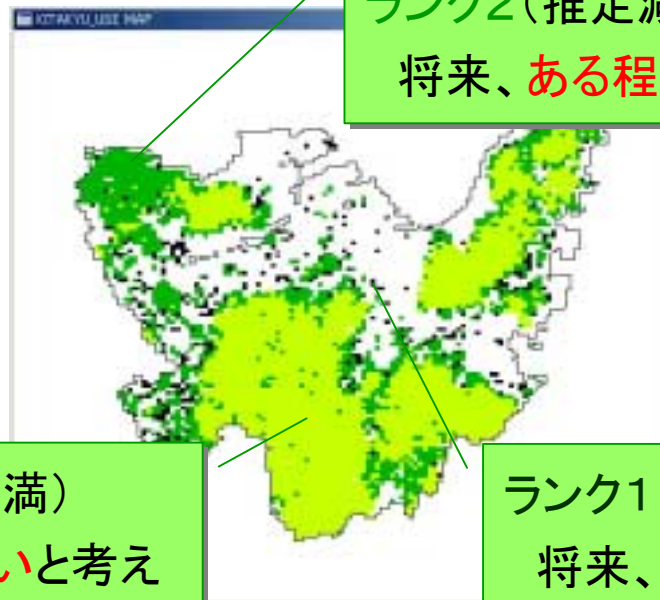 KITAKYU_USE MAP
ランク2(推定減
将来、ある程
満)
いと考え
ランク1
将来、